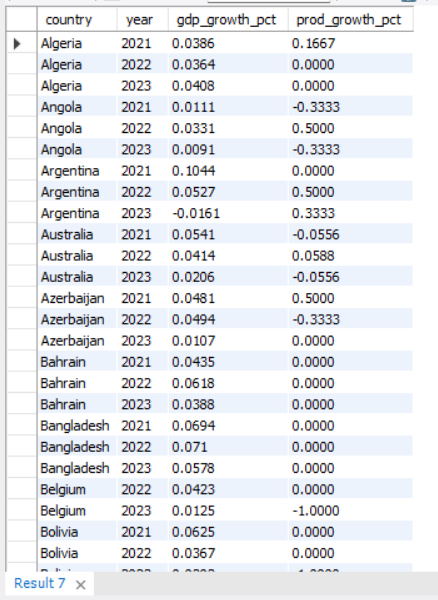 country year gdp_growth_pct prod_growth_pct
Algeria 2021 0.0386 0.1667
Algeria 2022 0.0364 0.0000
Algeria 2023 0.0408 0.0000
Angola 2021 0.0111 -0.3333
Angola 2022 0.0331 0.5000
Angola 2023 0.0091 -0.3333
Argentina 2021 0.1044 0.0000
Argentina 2022 0.0527 0.5000
Argentina 2023 -0.0161 0.3333
Australia 2021 0.0541 -0.0556
Australia 2022 0.0414 0.0588
Australia 2023 0.0206 -0.0556
Azerbaijan 2021 0.0481 0.5000
Azerbaijan 2022 0.0494 -0.3333
Azerbaijan 2023 0.0107 0.0000
Bahrain 2021 0.0435 0.0000
Bahrain 2022 0.0618 0.0000
Bahrain 2023 0.0388 0.0000
Bangladesh 2021 0.0694 0.0000
Bangladesh 2022 0.071 0.0000
Bangladesh 2023 0.0578 0.0000
Belgium 2022 0.0423 0.0000
Belgium 2023 0.0125 -1.0000
Bolivia 2021 0.0625 0.0000
Bolivia 2022 0.0367 0.0000
Result 7